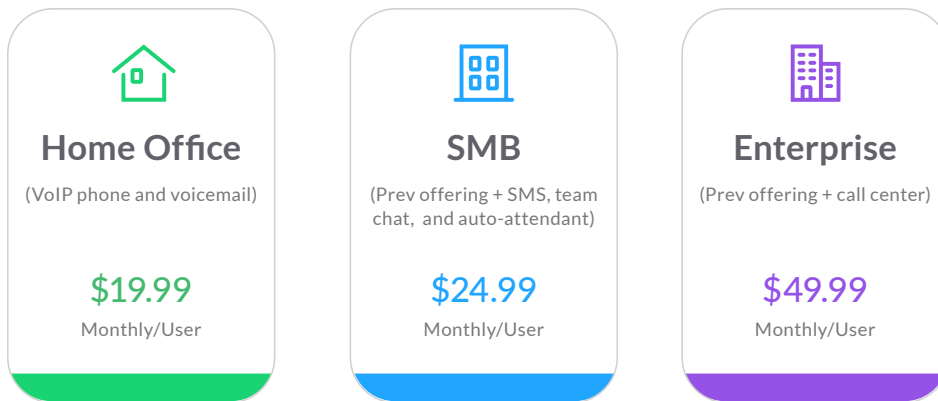 Home Office
(VoIP phone and voicemail)
$19.99
Monthly/User
SMB
(Prev offering + SMS, team
chat, and auto-attendant)
$24.99
Monthly/User
Enterprise
(Prev offering + call center)
$49.99
Monthly/User